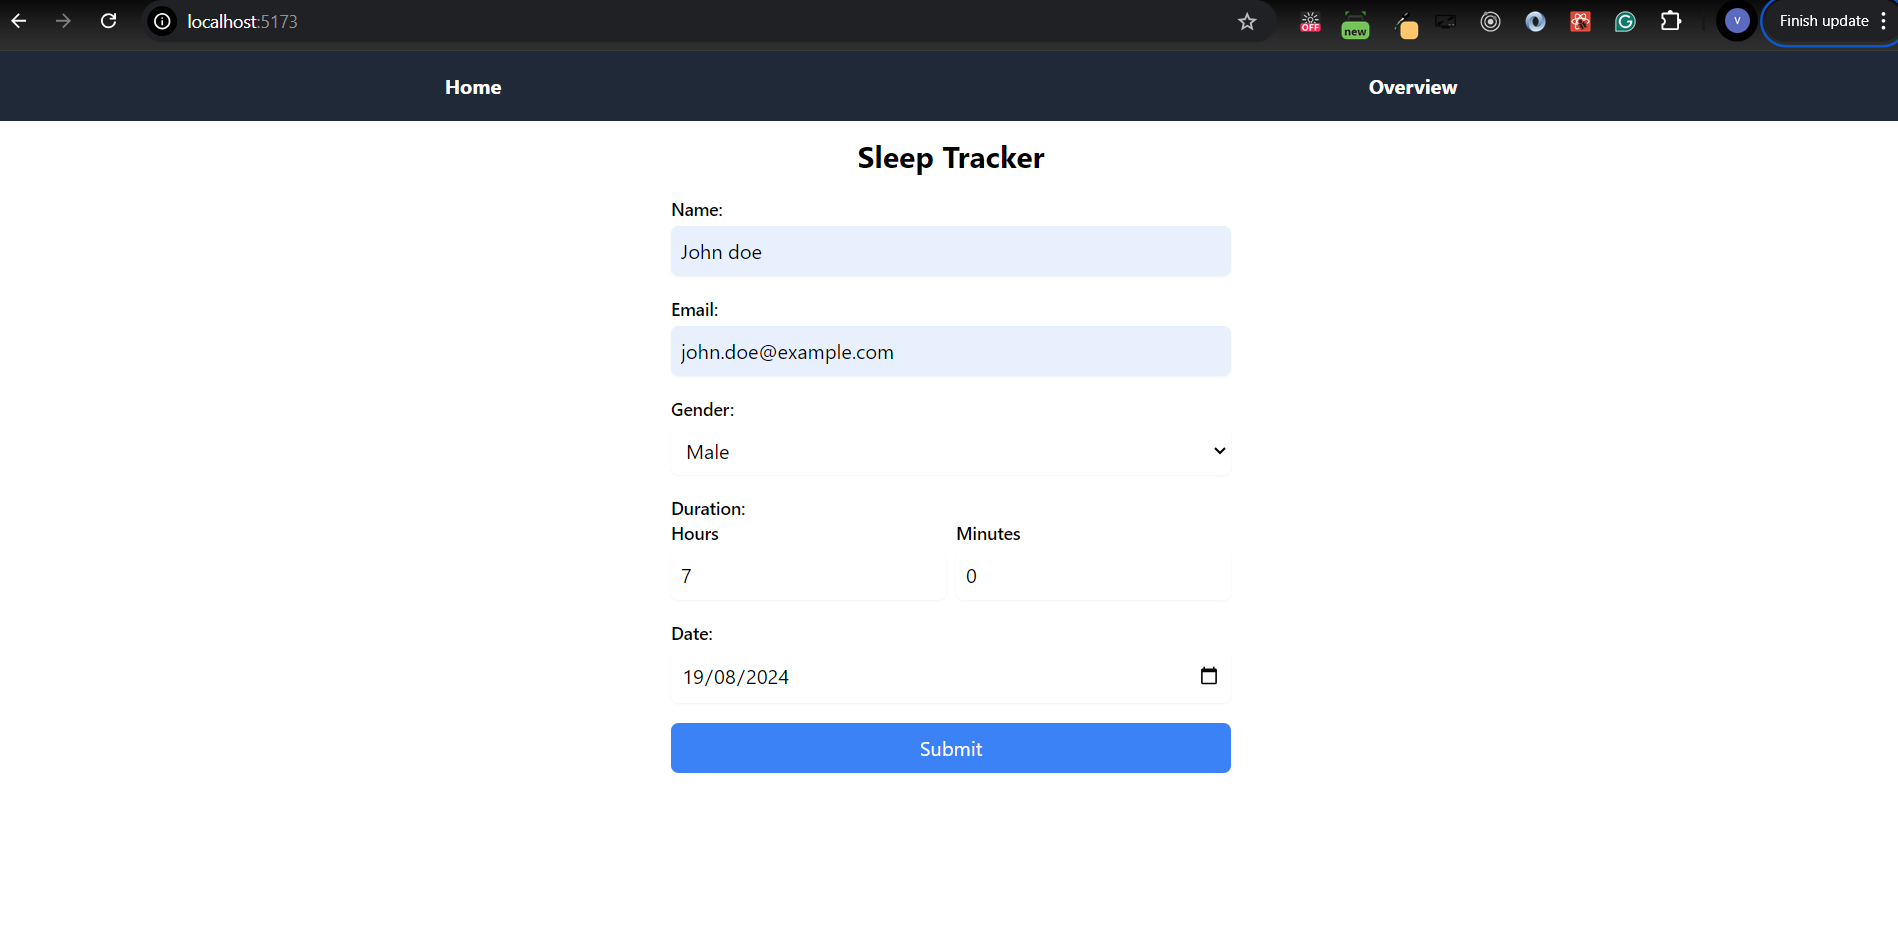 localhost:5173
OFF
new
V
Finish update
Home
Overview
Sleep Tracker
Name:
John doe
Email:
john.doe@example.com
Gender:
Male
Duration:
Hours
Minutes
7
0
Date:
19/08/2024
Submit